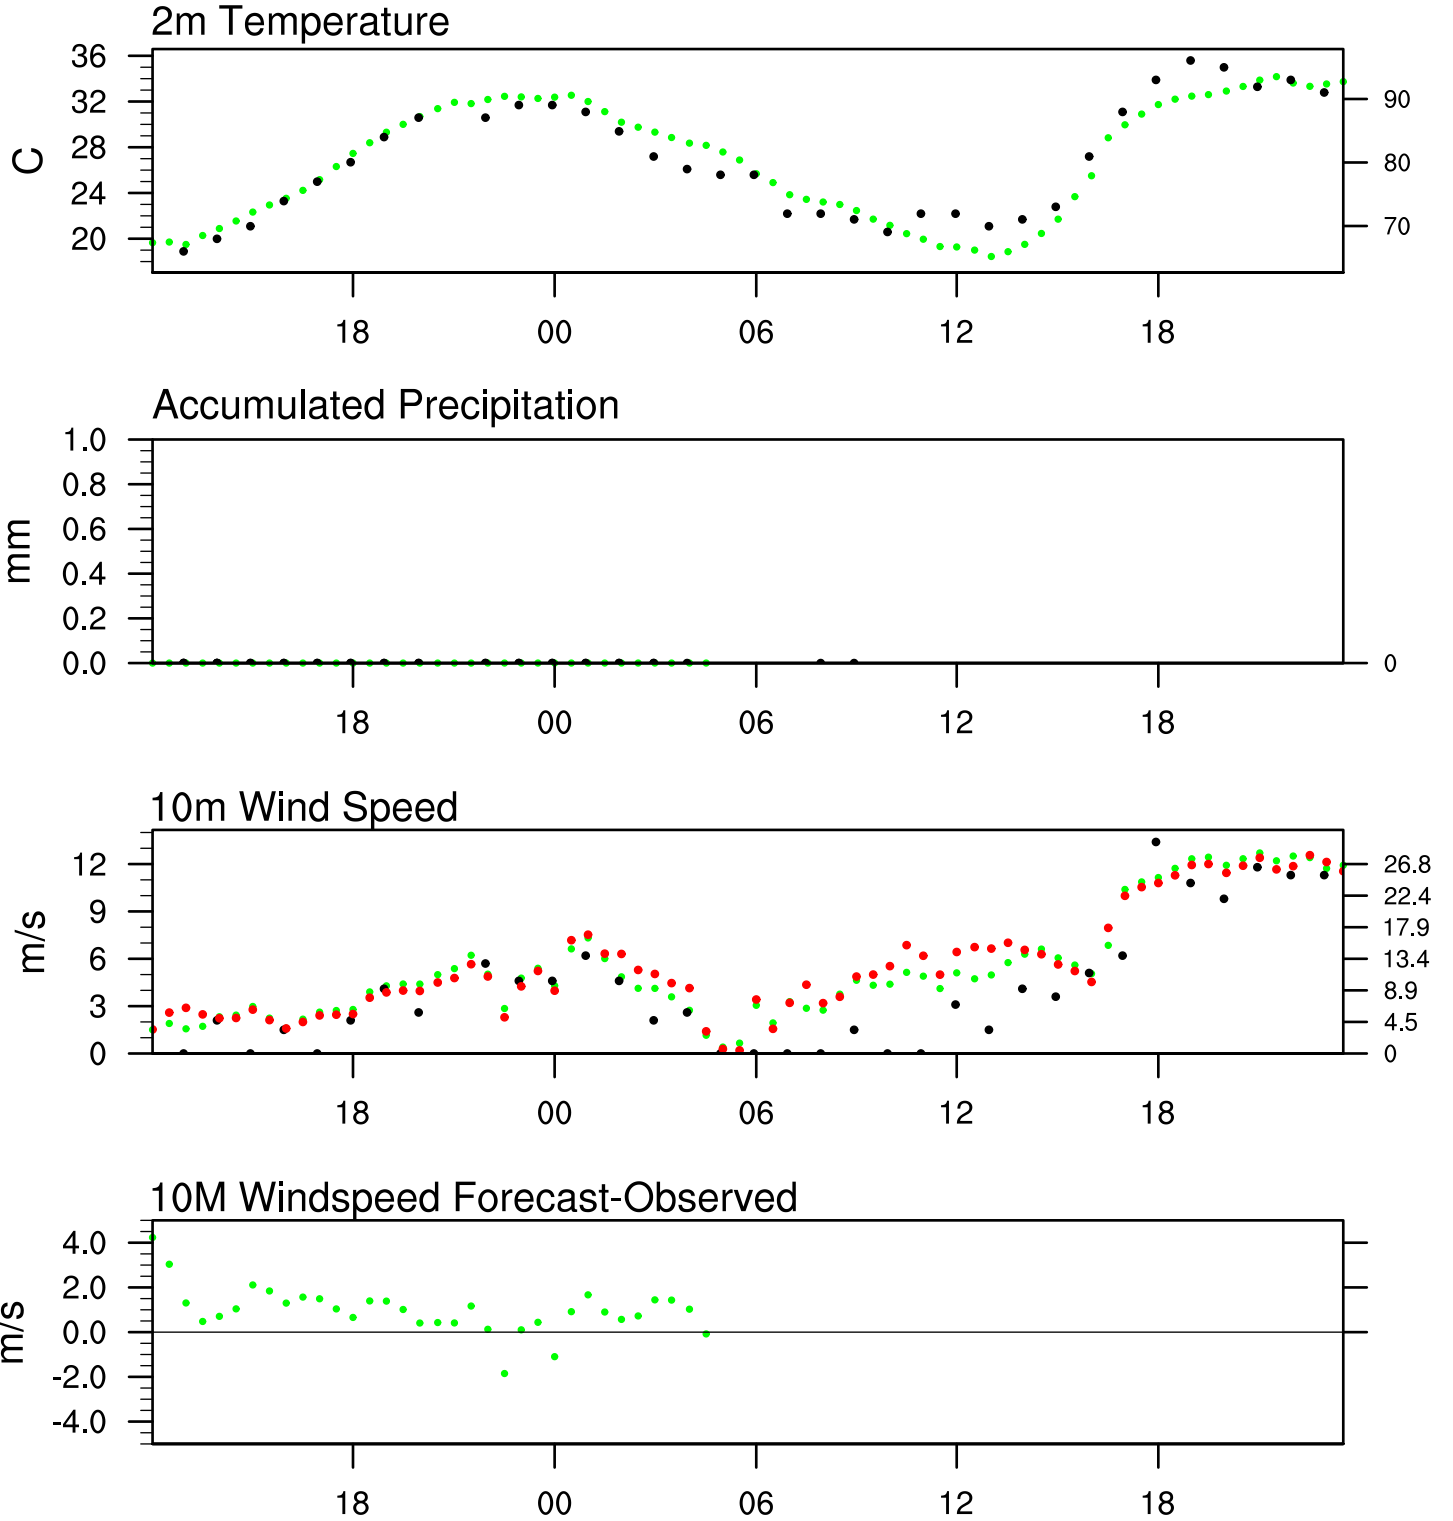 2m Temperature
36
32
28
24
20
C
90
80
70
18 00 06 12 18
Accumulated Precipitation
1.0
0.8
0.6
0.4
0.2
0.0
mm
0
18 00 06 12 18
10m Wind Speed
12
9
6
3
0
m/s
26.8
22.4
17.9
13.4
8.9
4.5
0
18 00 06 12 18
10M Windspeed Forecast-Observed
4.0
2.0
0.0
-2.0
-4.0
m/s
18 00 06 12 18